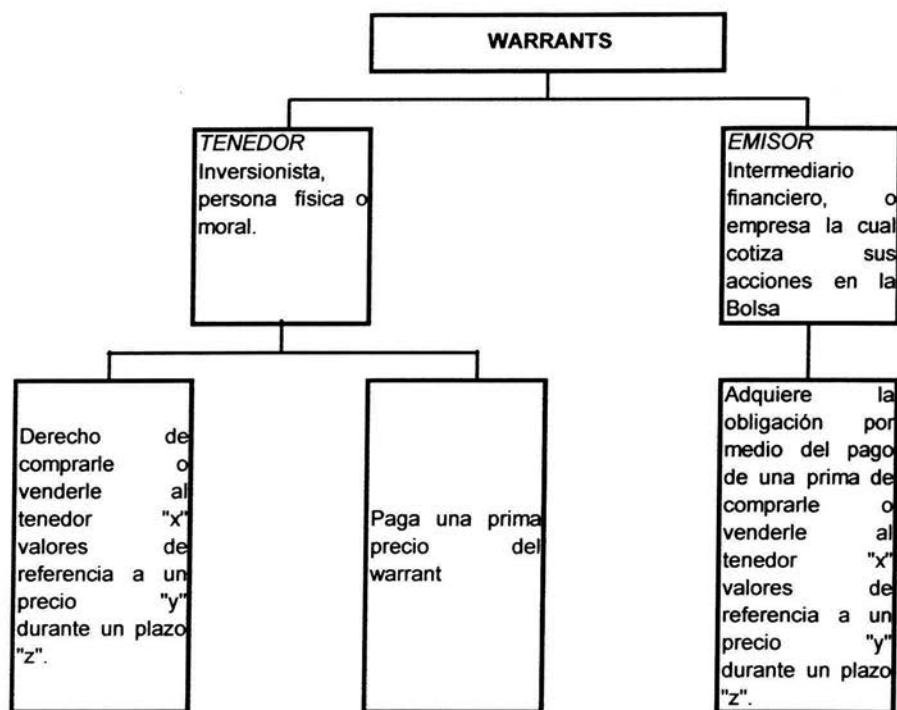 WARRANTS
TENEDOR
Inversionista,
persona física o
moral.
EMISOR
Intermediario
financiero, o
empresa la cual
cotiza sus
acciones en la
Bolsa
Derecho de
comprarle o
venderle al
tenedor "x"
valores de
referencia a un
precio "y"
durante un plazo
"z".
Paga una prima
precio del
warrant
Adquiere la
obligación por
medio del pago
de una prima de
comprarle o
venderle al
tenedor "x"
valores de
referencia a un
precio "y"
durante un plazo
"z".